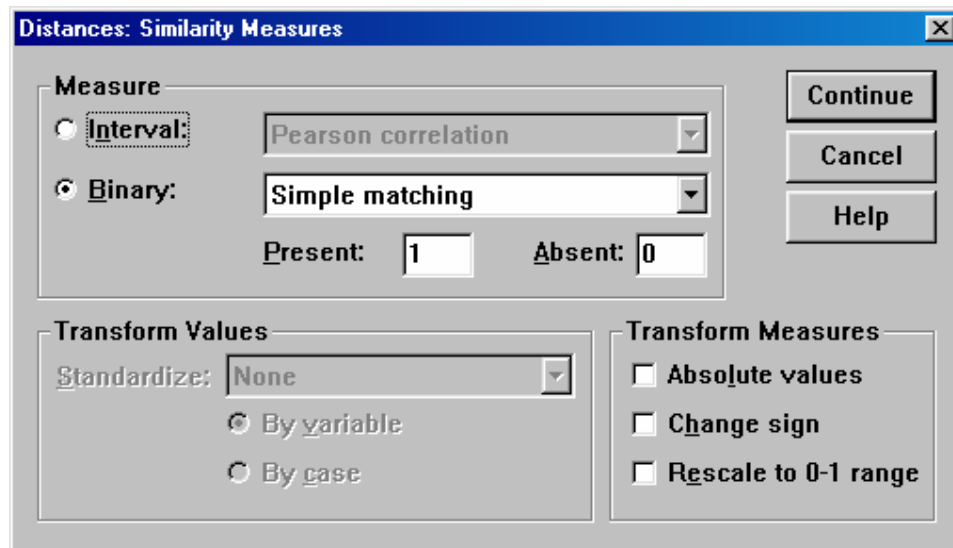 Distances: Similarity Measures
Measure
Interval:
Pearson correlation
Binary:
Simple matching
Present:
1
Absent:
0
Continue
Cancel
Help
Transform Values
Standardize:
None
By variable
By case
Transform Measures
Absolute values
Change sign
Rescale to 0-1 range